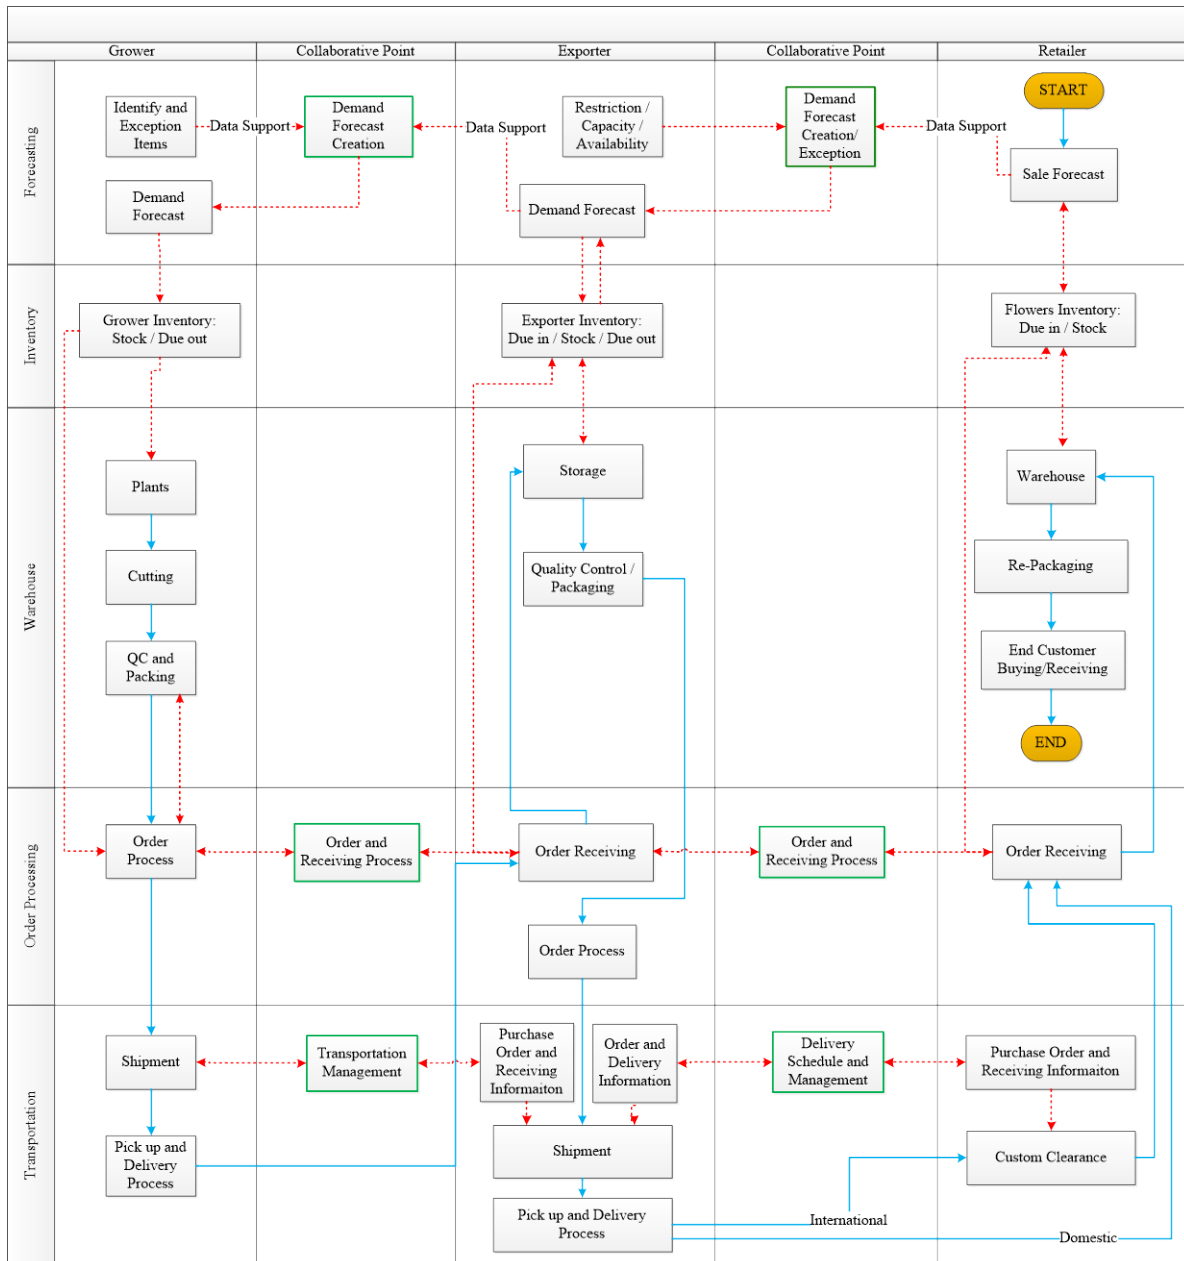 Grower
Collaborative Point
Exporter
Collaborative Point
Retailer
Forecasting
Identify and
Exception
Items
Data Support
Demand
Forecast
Creation
Data Support
Restriction /
Capacity /
Availability
Demand
Forecast
Creation/
Exception
Data Support
START
Sale Forecast
Demand
Forecast
Demand Forecast
Inventory
Grower Inventory:
Stock / Due out
Exporter Inventory:
Due in / Stock / Due out
Flowers Inventory:
Due in / Stock
Warehouse
Plants
Cutting
QC and
Packing
Storage
Quality Control /
Packaging
Warehouse
Re-Packaging
End Customer
Buying/Receiving
END
Order Processing
Order
Process
Order and
Receiving Process
Order Receiving
Order and
Receiving Process
Order Receiving
Order Process
Transportation
Shipment
Transportation
Management
Purchase
Order and
Receiving
Informaiton
Order and
Delivery
Information
Delivery
Schedule and
Management
Purchase Order and
Receiving Informaiton
Pick up and
Delivery
Process
Shipment
Custom Clearance
Pick up and Delivery
Process
International
Domestic